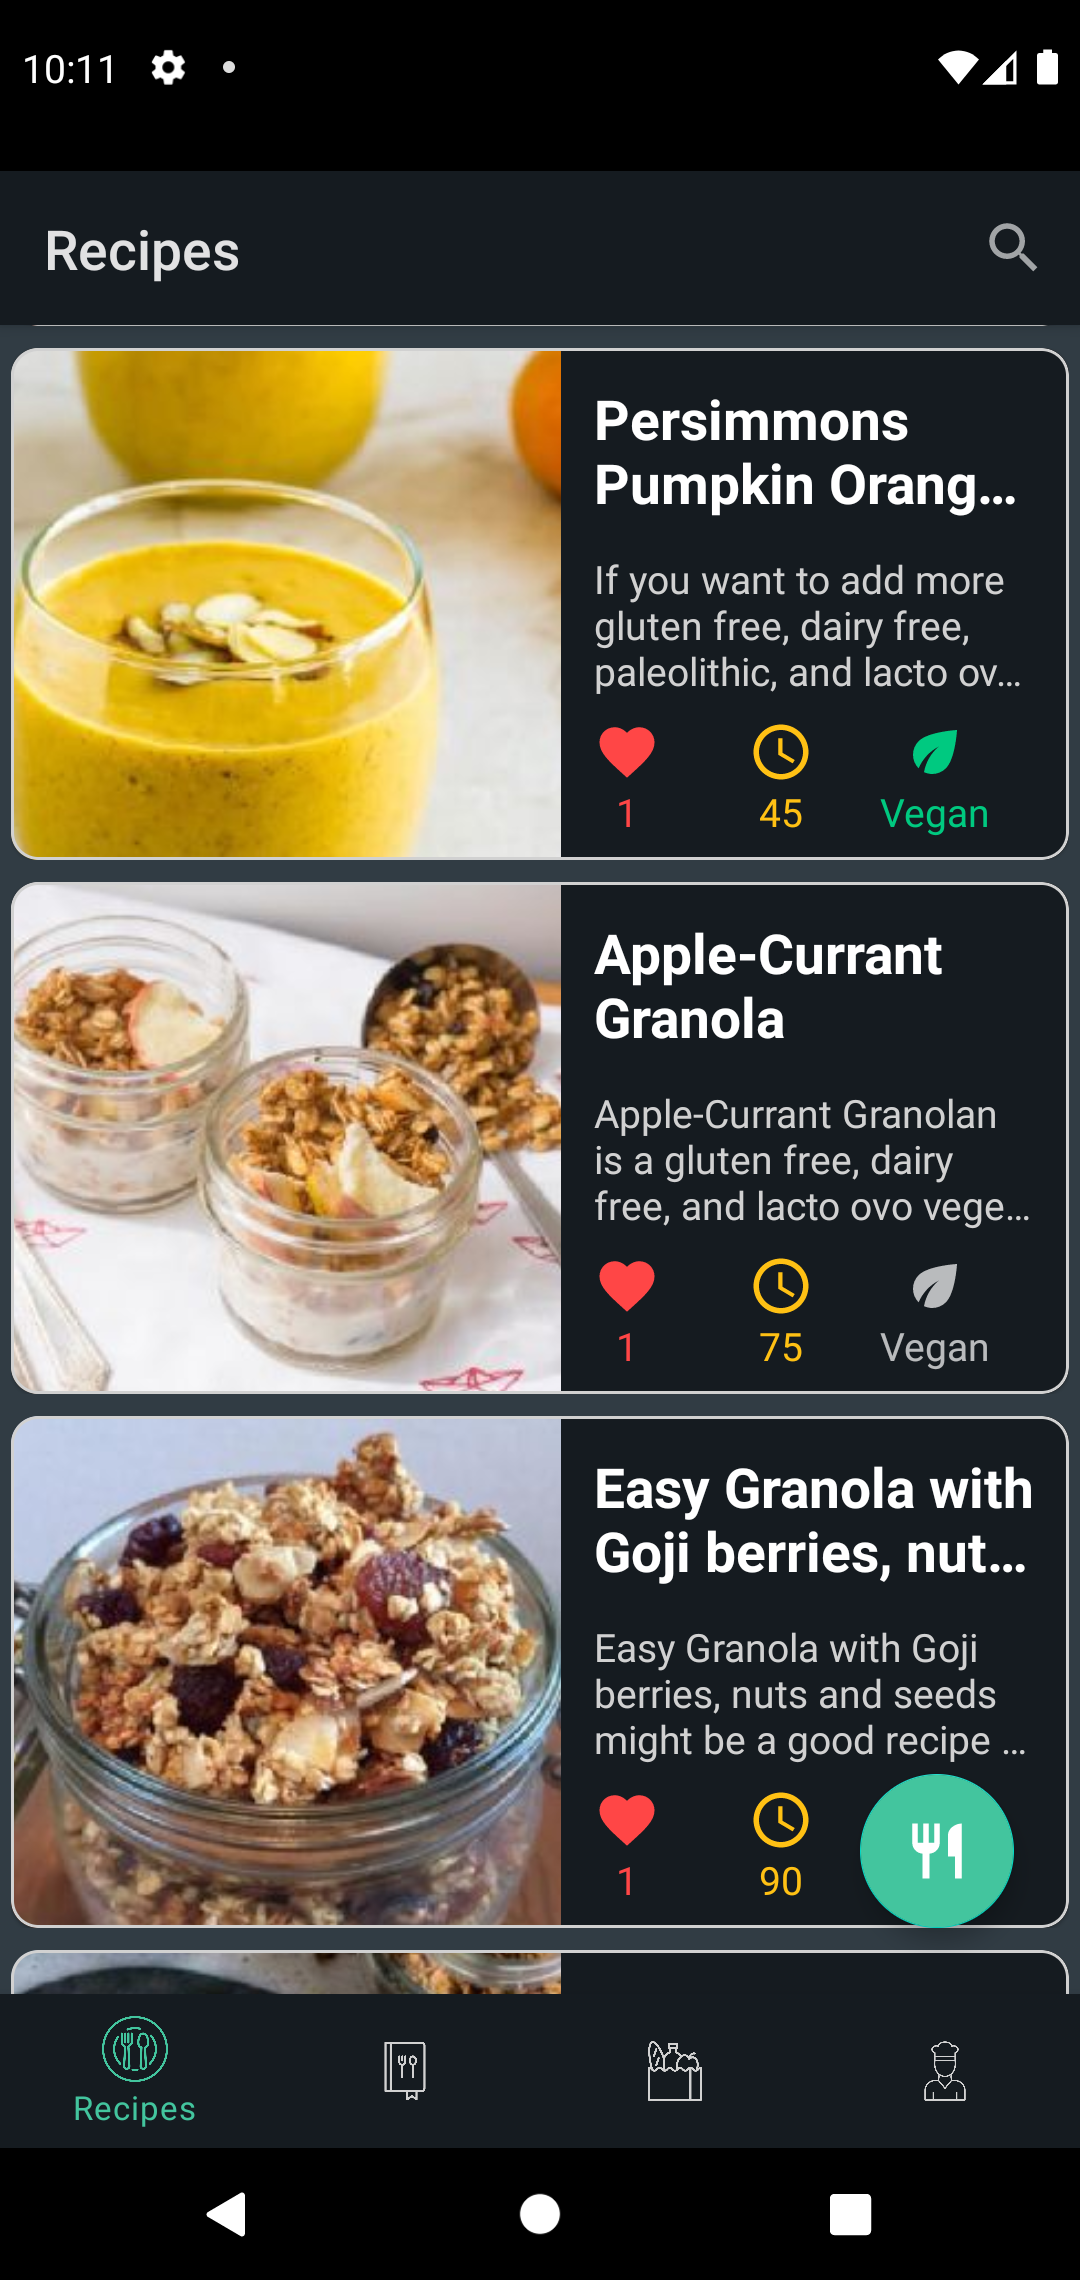 10:11
Recipes
Persimmons
Pumpkin Orang…
If you want to add more
gluten free, dairy free,
paleolithic, and lacto ov…
1
45
Vegan
Apple-Currant
Granola
Apple-Currant Granolan
is a gluten free, dairy
free, and lacto ovo vege…
1
75
Vegan
Easy Granola with
Goji berries, nut…
Easy Granola with Goji
berries, nuts and seeds
might be a good recipe …
1
90
Recipes